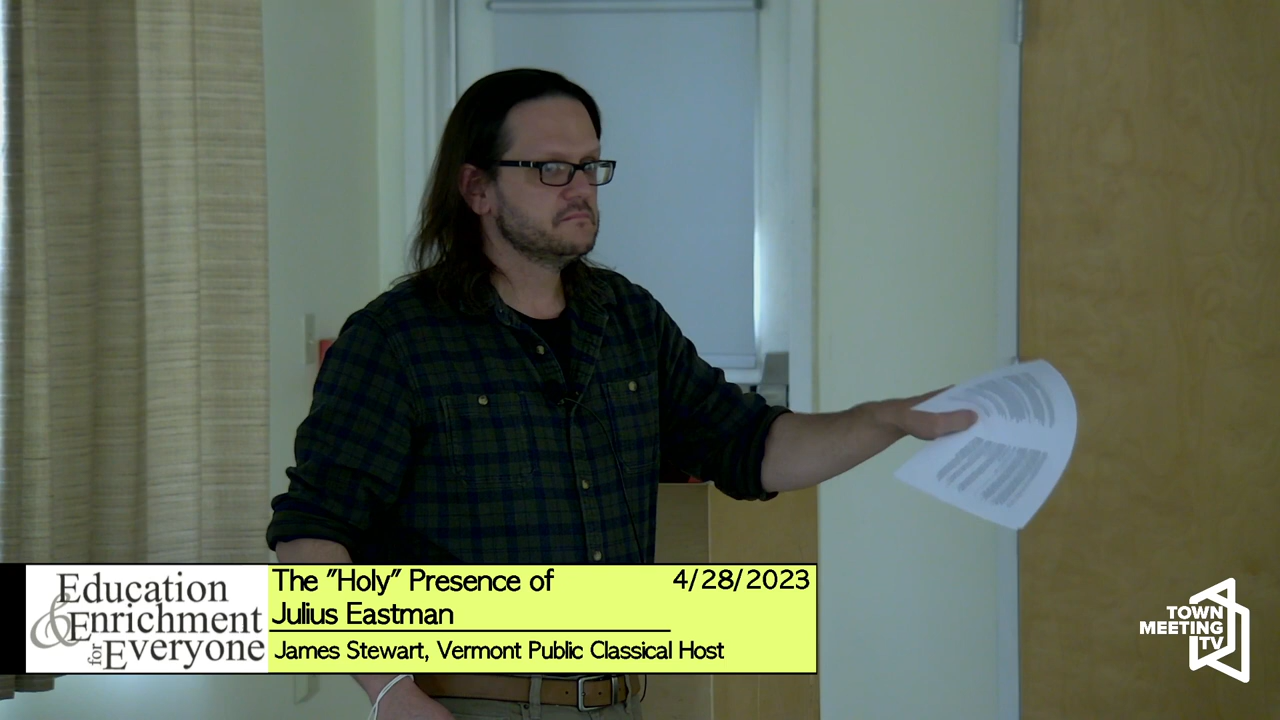 Education
& Enrichment
for Everyone
The "Holy" Presence of
4/28/2023
Julius Eastman
James Stewart, Vermont Public Classical Host
TOWN
MEETING
TV